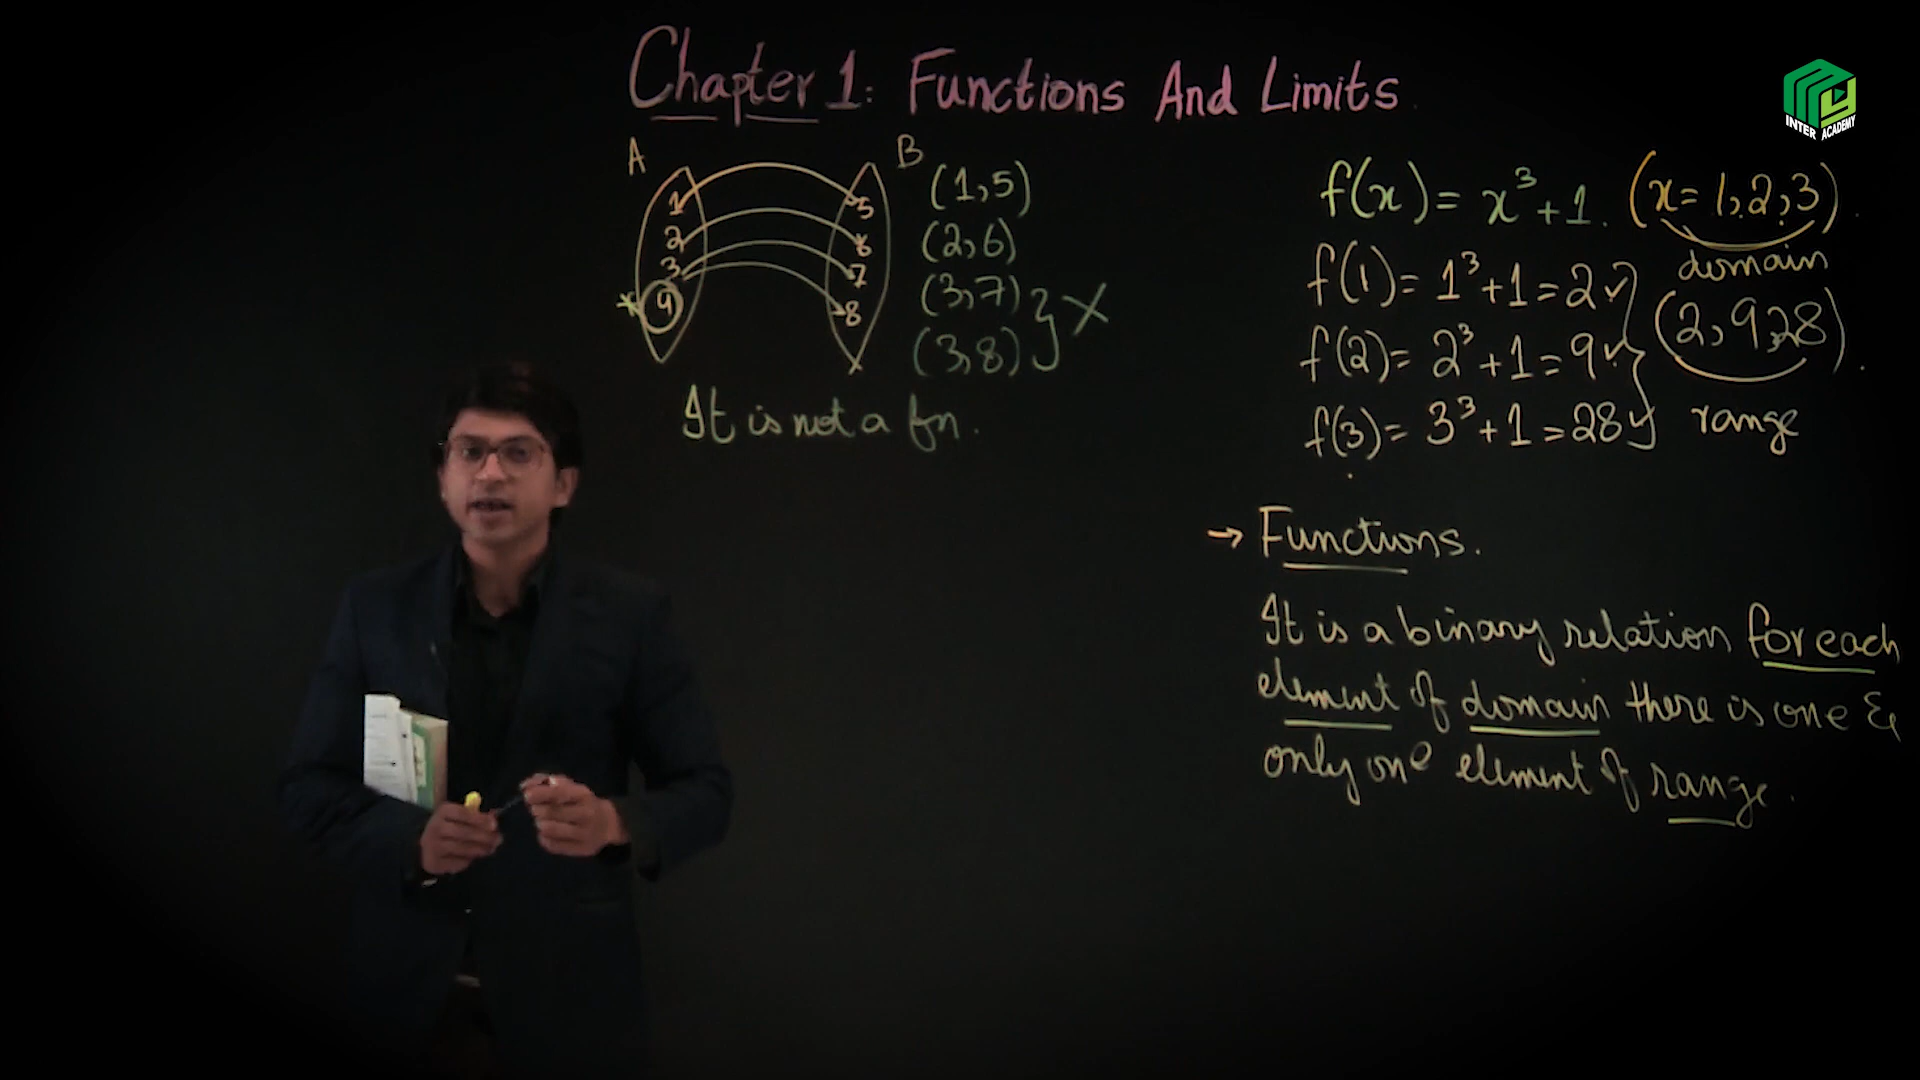 Chapter 1: Functions And Limits
A
B
1
2
3
4
5
6
7
8
(1,5)
(2,6)
(3,7)
(3,8) } X
It is not a fn.
f(x) = x³+1. (x= 1,2,3).
domain
f(1)= 1³+1=2✓
f(2)= 2³+1=9✓
f(3)= 3³+1=28✓
(2,9,28).
range
→ Functions.
It is a binary relation for each
element of domain there is one &
only one element of range.
INTER ACADEMY